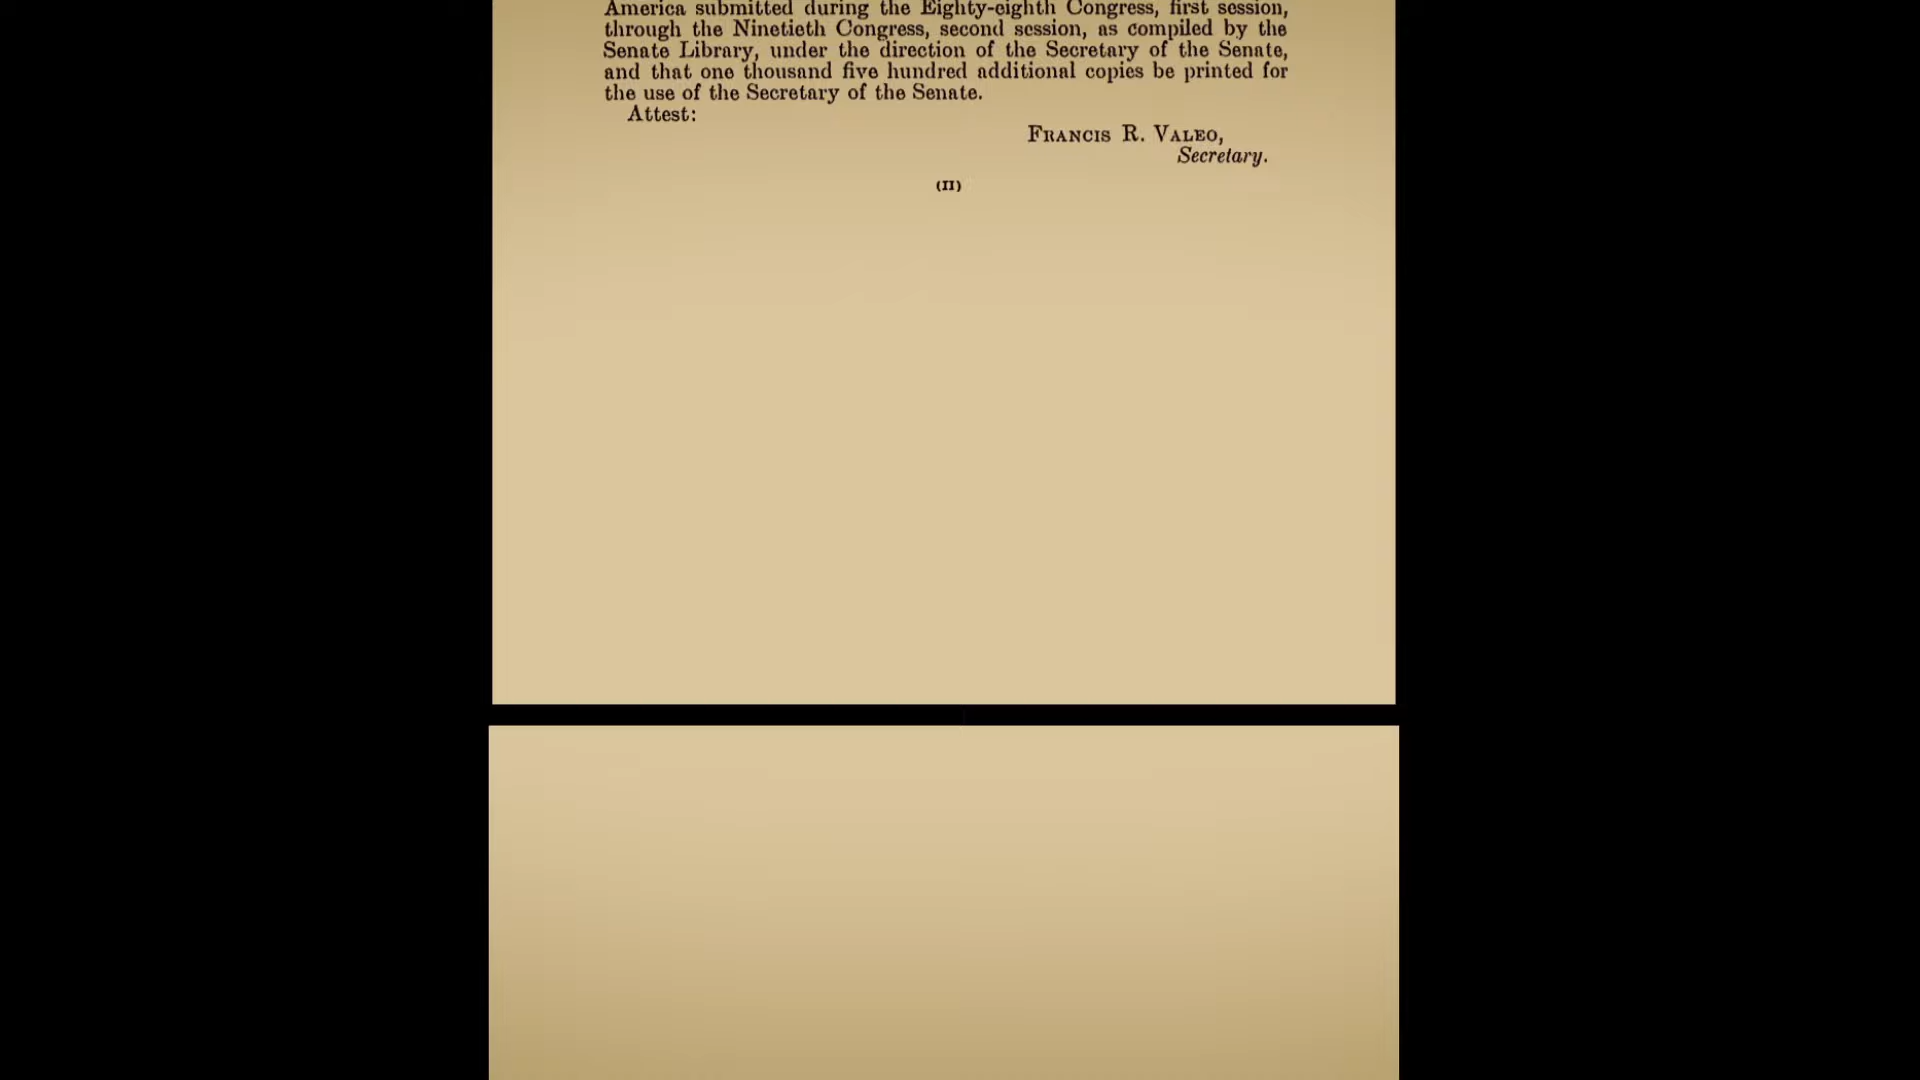 America submitted during the Eighty-eighth Congress, first session,
through the Ninetieth Congress, second session, as compiled by the
Senate Library, under the direction of the Secretary of the Senate,
and that one thousand five hundred additional copies be printed for
the use of the Secretary of the Senate.
Attest:
FRANCIS R. VALEO,
Secretary.
(II)